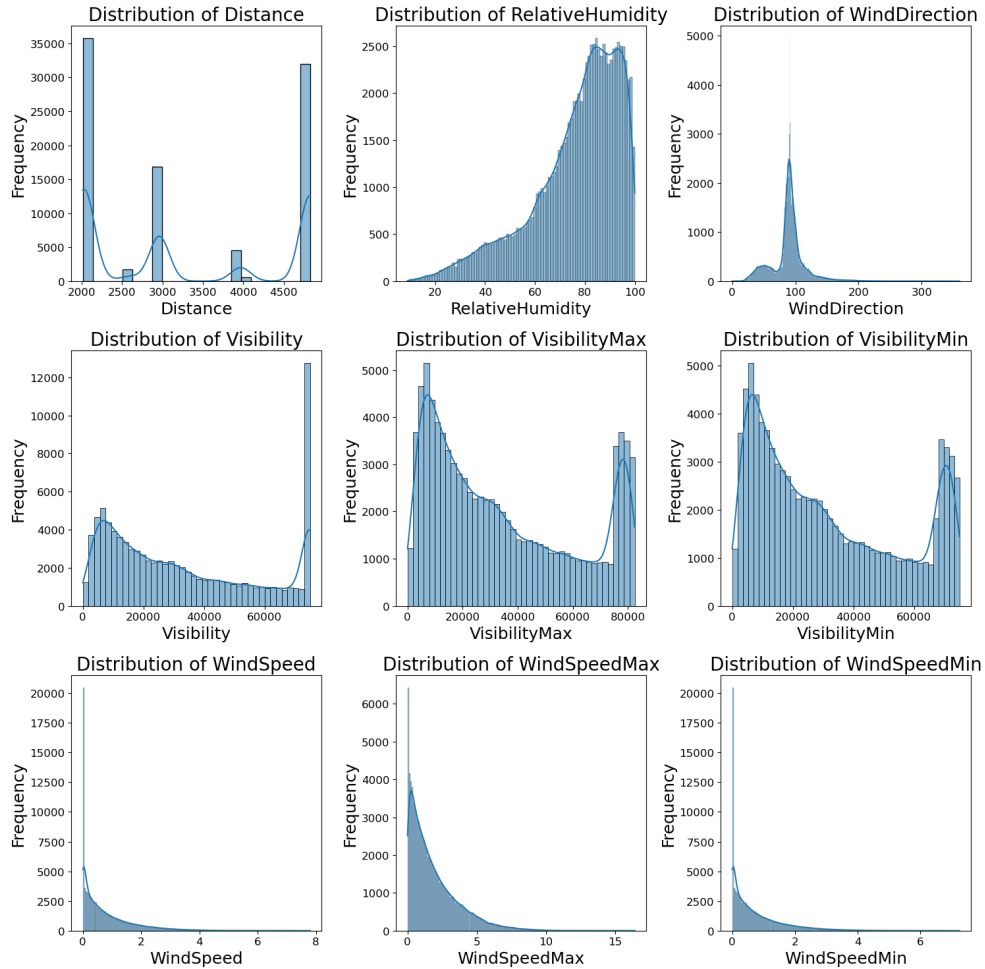 Distribution of Distance
Frequency
35000
30000
25000
20000
15000
10000
5000
0
2000 2500 3000 3500 4000 4500
Distance
Distribution of RelativeHumidity
Frequency
2500
2000
1500
1000
500
0
20 40 60 80 100
RelativeHumidity
Distribution of WindDirection
Frequency
5000
4000
3000
2000
1000
0
0 100 200 300
WindDirection
Distribution of Visibility
Frequency
12000
10000
8000
6000
4000
2000
0
0 20000 40000 60000
Visibility
Distribution of VisibilityMax
Frequency
5000
4000
3000
2000
1000
0
0 20000 40000 60000 80000
VisibilityMax
Distribution of VisibilityMin
Frequency
5000
4000
3000
2000
1000
0
0 20000 40000 60000
VisibilityMin
Distribution of WindSpeed
Frequency
20000
17500
15000
12500
10000
7500
5000
2500
0
0 2 4 6 8
WindSpeed
Distribution of WindSpeedMax
Frequency
6000
5000
4000
3000
2000
1000
0
0 5 10 15
WindSpeedMax
Distribution of WindSpeedMin
Frequency
20000
17500
15000
12500
10000
7500
5000
2500
0
0 2 4 6
WindSpeedMin